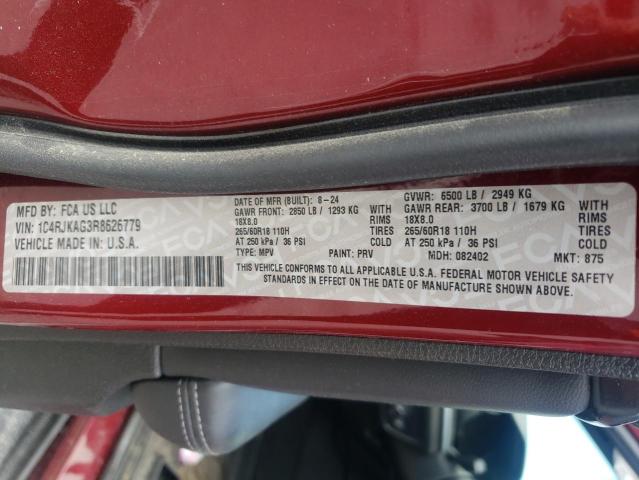 MFD BY: FCA US LLC
VIN: 1C4RJKAG3R8626779
VEHICLE MADE IN U.S.A.
DATE OF MFR (BUILT): 8-24
GAWR FRONT: 2850 LB / 1293 KG
18X8.0 RIMS
265/60R18 110H TIRES
AT 250 kPa / 36 PSI COLD
TYPE: MPV PAINT: PRV
GVWR: 6500 LB / 2949 KG
GAWR REAR: 3700 LB / 1679 KG
18X8.0 RIMS
265/60R18 110H TIRES
AT 250 kPa / 36 PSI COLD
MDH: 082402 MKT: 875
THIS VEHICLE CONFORMS TO ALL APPLICABLE U.S.A. FEDERAL MOTOR VEHICLE SAFETY
STANDARDS IN EFFECT ON THE DATE OF MANUFACTURE SHOWN ABOVE.